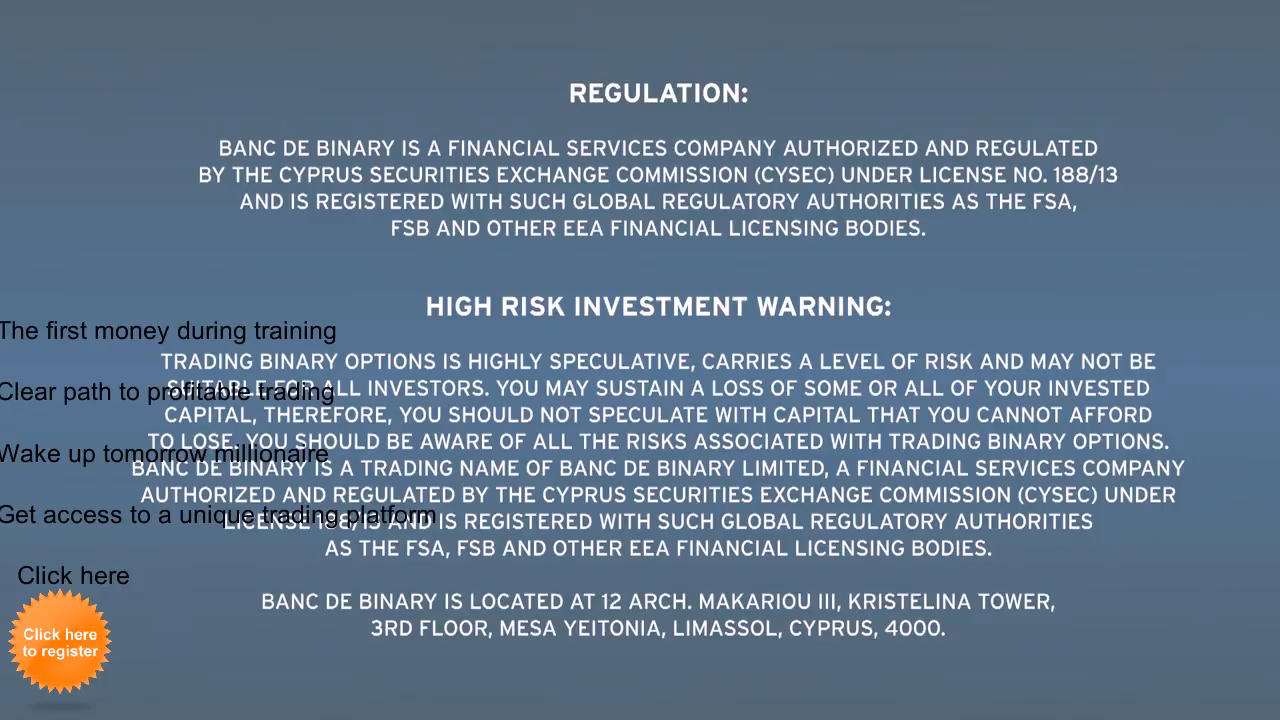 REGULATION:
BANC DE BINARY IS A FINANCIAL SERVICES COMPANY AUTHORIZED AND REGULATED
BY THE CYPRUS SECURITIES EXCHANGE COMMISSION (CYSEC) UNDER LICENSE NO. 188/13
AND IS REGISTERED WITH SUCH GLOBAL REGULATORY AUTHORITIES AS THE FSA,
FSB AND OTHER EEA FINANCIAL LICENSING BODIES.
HIGH RISK INVESTMENT WARNING:
TRADING BINARY OPTIONS IS HIGHLY SPECULATIVE, CARRIES A LEVEL OF RISK AND MAY NOT BE
SUITABLE FOR ALL INVESTORS. YOU MAY SUSTAIN A LOSS OF SOME OR ALL OF YOUR INVESTED
CAPITAL, THEREFORE, YOU SHOULD NOT SPECULATE WITH CAPITAL THAT YOU CANNOT AFFORD
TO LOSE. YOU SHOULD BE AWARE OF ALL THE RISKS ASSOCIATED WITH TRADING BINARY OPTIONS.
BANC DE BINARY IS A TRADING NAME OF BANC DE BINARY LIMITED, A FINANCIAL SERVICES COMPANY
AUTHORIZED AND REGULATED BY THE CYPRUS SECURITIES EXCHANGE COMMISSION (CYSEC) UNDER
LICENSE 188/13 AND IS REGISTERED WITH SUCH GLOBAL REGULATORY AUTHORITIES
AS THE FSA, FSB AND OTHER EEA FINANCIAL LICENSING BODIES.
BANC DE BINARY IS LOCATED AT 12 ARCH. MAKARIOU III, KRISTELINA TOWER,
3RD FLOOR, MESA YEITONIA, LIMASSOL, CYPRUS, 4000.
The first money during training
Clear path to profitable trading
Wake up tomorrow millionaire
Get access to a unique trading platform
Click here
Click here
to register